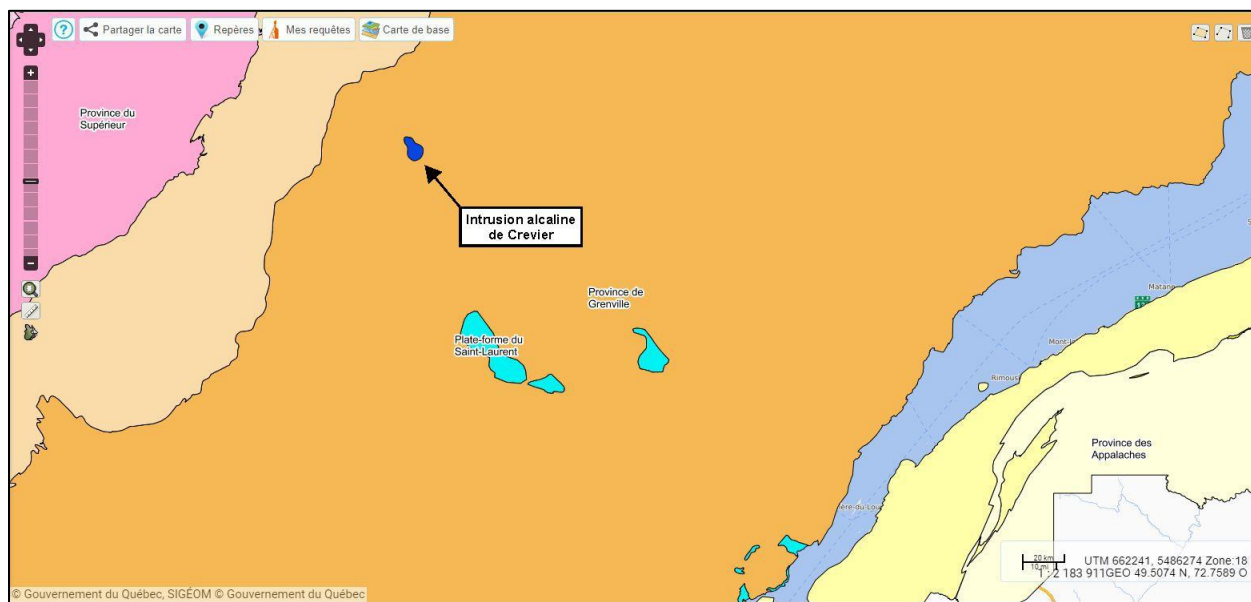 ?
Partager la carte
Repères
Mes requêtes
Carte de base
Province du
Supérieur
Intrusion alcaline
de Crevier
Province de
Grenville
Plate-forme du
Saint-Laurent
Matane
Rimous
Province des
Appalaches
20 km
10 mi
UTM 662241, 5486274 Zone:18
1 : 2 183 911GEO 49.5074 N, 72.7589 O
© Gouvernement du Québec, SIGÉOM © Gouvernement du Québec